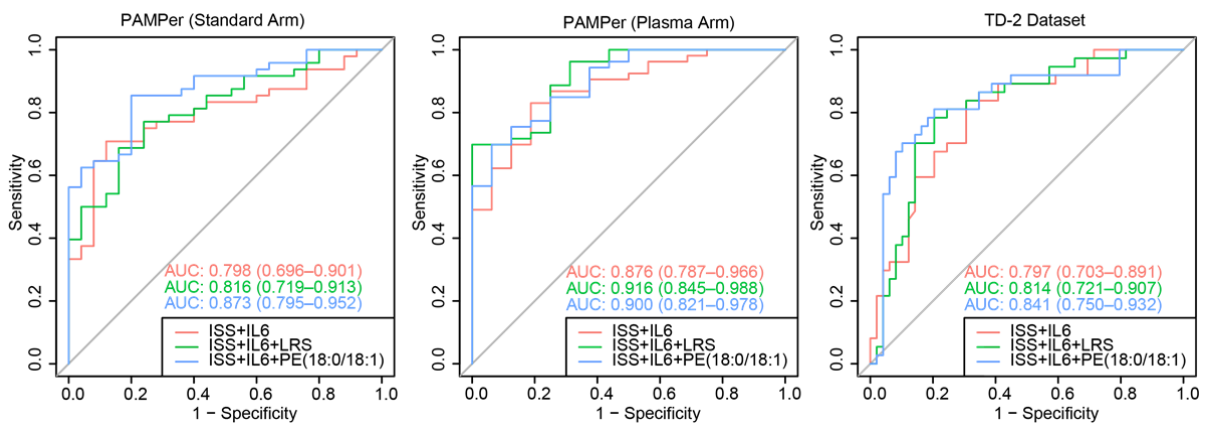 PAMPer (Standard Arm)
Sensitivity
0.0 0.2 0.4 0.6 0.8 1.0
AUC: 0.798 (0.696–0.901)
AUC: 0.816 (0.719–0.913)
AUC: 0.873 (0.795–0.952)
ISS+IL6
ISS+IL6+LRS
ISS+IL6+PE(18:0/18:1)
0.0 0.2 0.4 0.6 0.8 1.0
1 − Specificity
PAMPer (Plasma Arm)
Sensitivity
0.0 0.2 0.4 0.6 0.8 1.0
AUC: 0.876 (0.787–0.966)
AUC: 0.916 (0.845–0.988)
AUC: 0.900 (0.821–0.978)
ISS+IL6
ISS+IL6+LRS
ISS+IL6+PE(18:0/18:1)
0.0 0.2 0.4 0.6 0.8 1.0
1 − Specificity
TD-2 Dataset
Sensitivity
0.0 0.2 0.4 0.6 0.8 1.0
AUC: 0.797 (0.703–0.891)
AUC: 0.814 (0.721–0.907)
AUC: 0.841 (0.750–0.932)
ISS+IL6
ISS+IL6+LRS
ISS+IL6+PE(18:0/18:1)
0.0 0.2 0.4 0.6 0.8 1.0
1 − Specificity